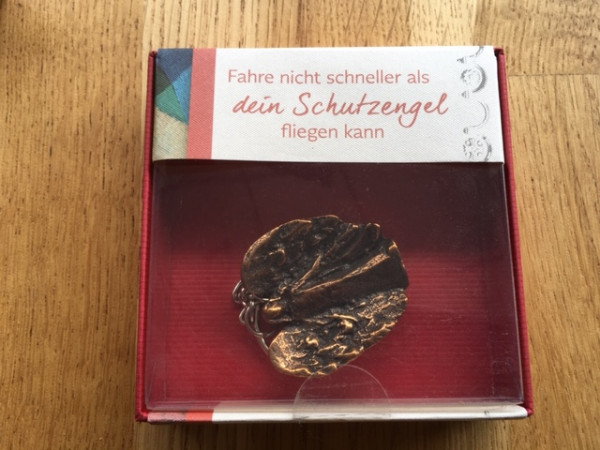 Fahre nicht schneller als
dein Schutzengel
fliegen kann